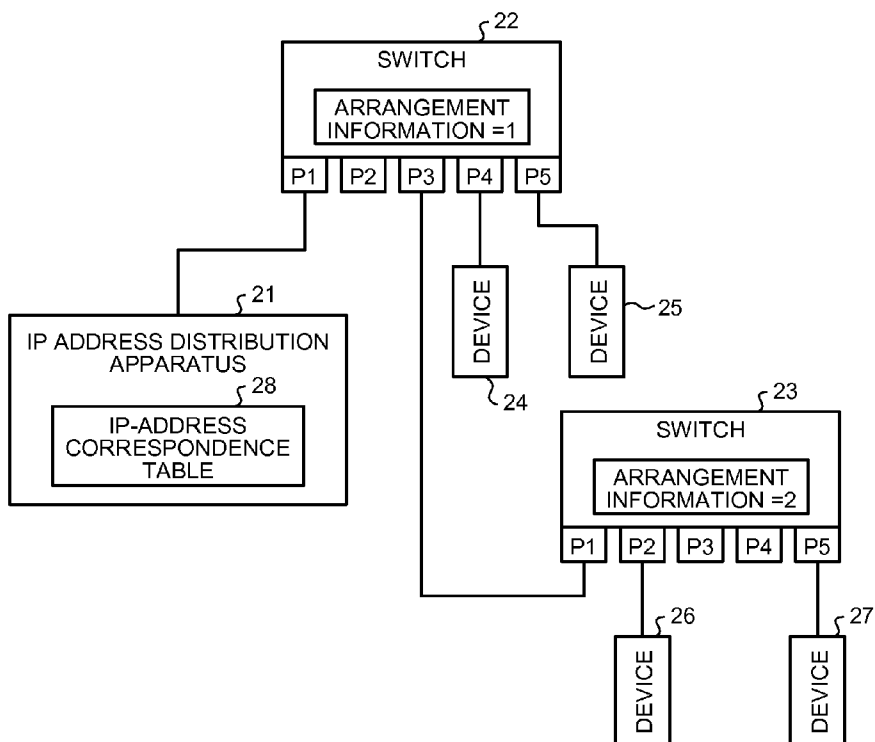 22
SWITCH
ARRANGEMENT
INFORMATION =1
P1 P2 P3 P4 P5
21
IP ADDRESS DISTRIBUTION
APPARATUS
28
IP-ADDRESS
CORRESPONDENCE
TABLE
DEVICE
24
DEVICE
25
23
SWITCH
ARRANGEMENT
INFORMATION =2
P1 P2 P3 P4 P5
26
DEVICE
27
DEVICE